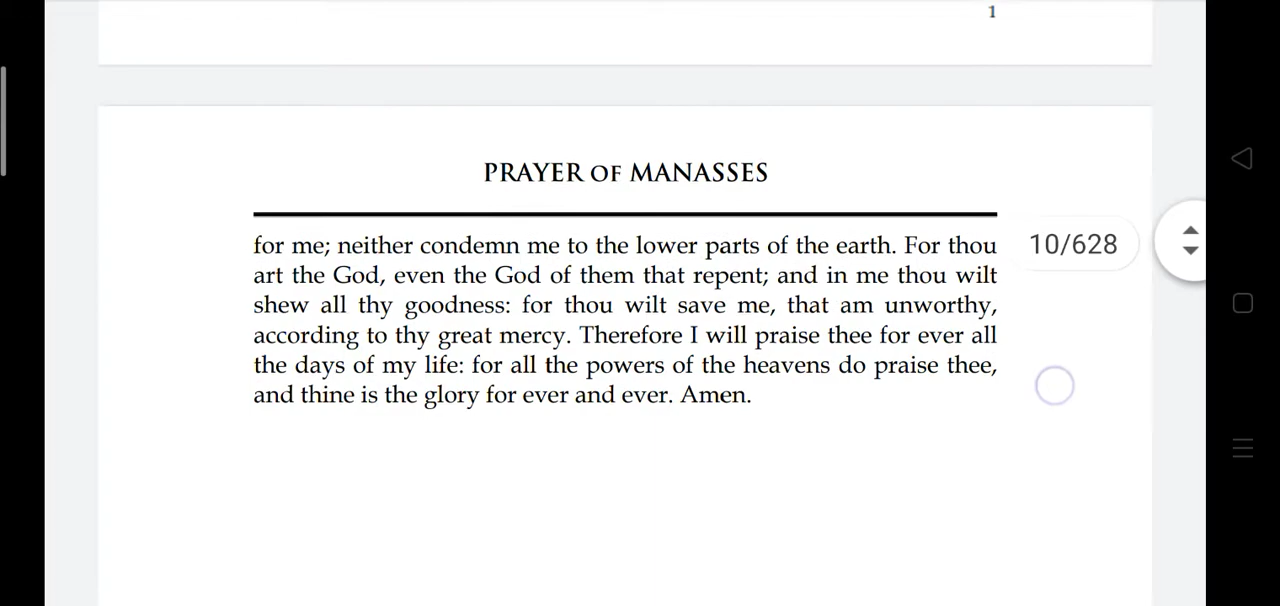 1
PRAYER OF MANASSES
for me; neither condemn me to the lower parts of the earth. For thou
art the God, even the God of them that repent; and in me thou wilt
shew all thy goodness: for thou wilt save me, that am unworthy,
according to thy great mercy. Therefore I will praise thee for ever all
the days of my life: for all the powers of the heavens do praise thee,
and thine is the glory for ever and ever. Amen.
10/628